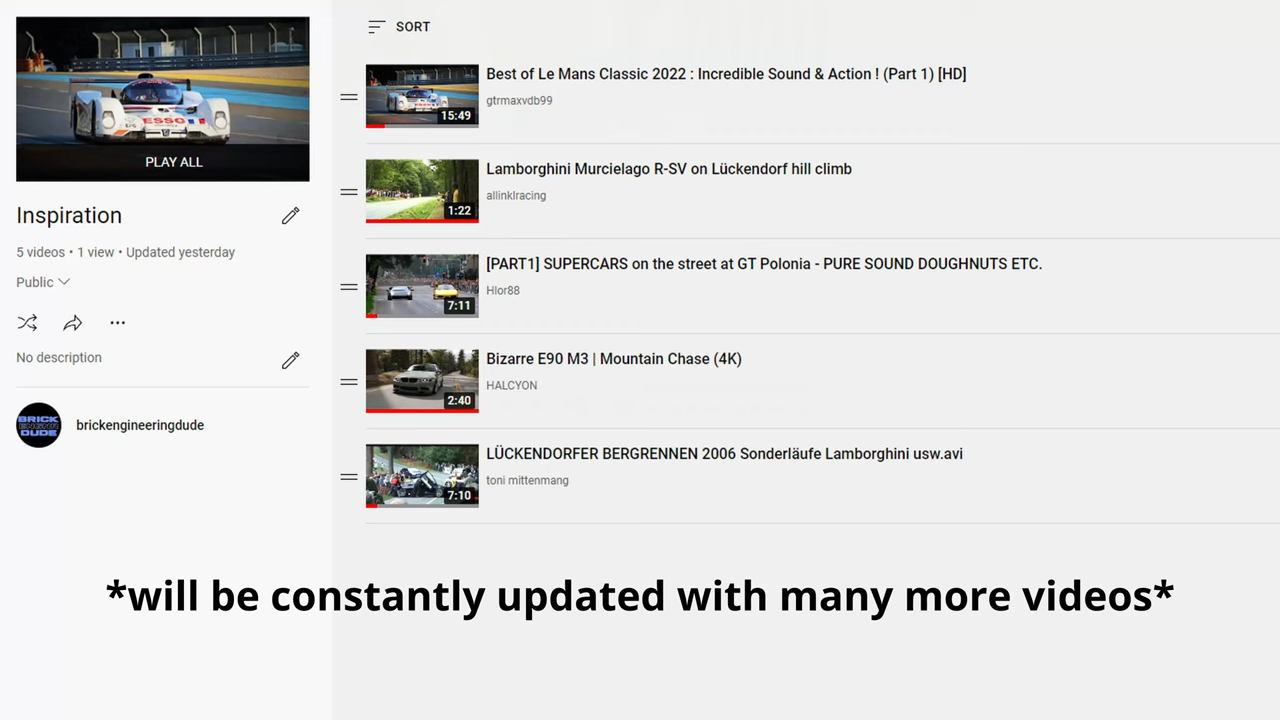 PLAY ALL
Inspiration
5 videos • 1 view • Updated yesterday
Public
No description
BRICK
DUDE
brickengineeringdude
SORT
ESSO
15:49
Best of Le Mans Classic 2022 : Incredible Sound & Action ! (Part 1) [HD]
gtrmaxvdb99
1:22
Lamborghini Murcielago R-SV on Lückendorf hill climb
allinklracing
7:11
[PART1] SUPERCARS on the street at GT Polonia - PURE SOUND DOUGHNUTS ETC.
Hlor88
2:40
Bizarre E90 M3 | Mountain Chase (4K)
HALCYON
7:10
LÜCKENDORFER BERGRENNEN 2006 Sonderläufe Lamborghini usw.avi
toni mittenmang
*will be constantly updated with many more videos*